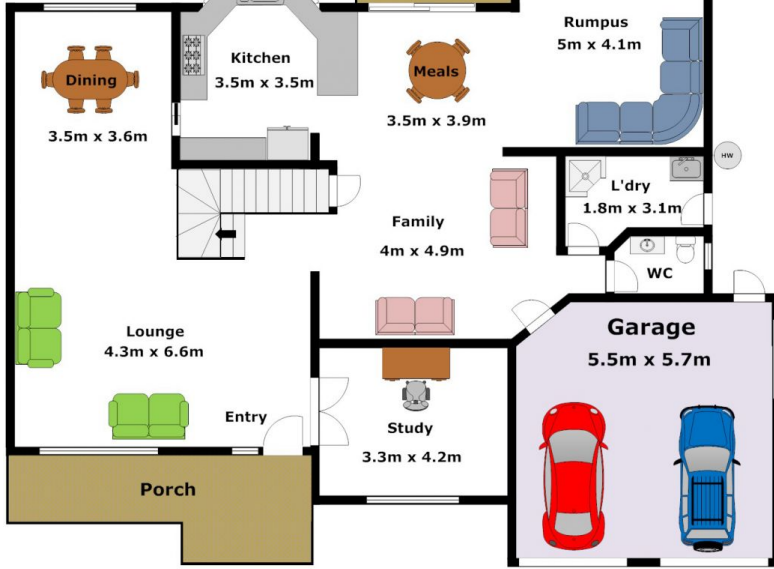 Rumpus
5m x 4.1m
Kitchen
3.5m x 3.5m
Meals
3.5m x 3.9m
Dining
3.5m x 3.6m
HW
L'dry
1.8m x 3.1m
Family
4m x 4.9m
WC
Lounge
4.3m x 6.6m
Garage
5.5m x 5.7m
Entry
Study
3.3m x 4.2m
Porch